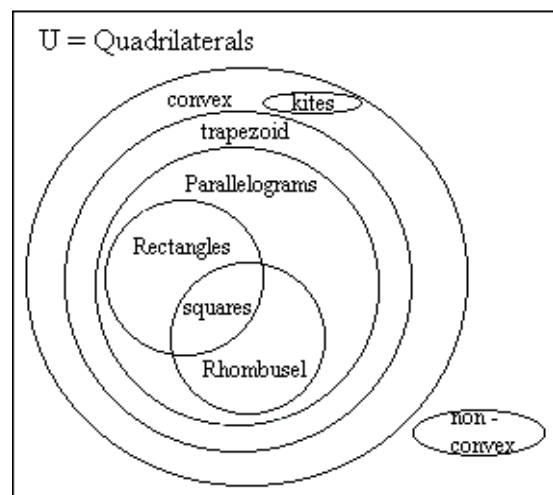 U = Quadrilaterals
convex
kites
trapezoid
Parallelograms
Rectangles
squares
Rhombusel
non -
convex